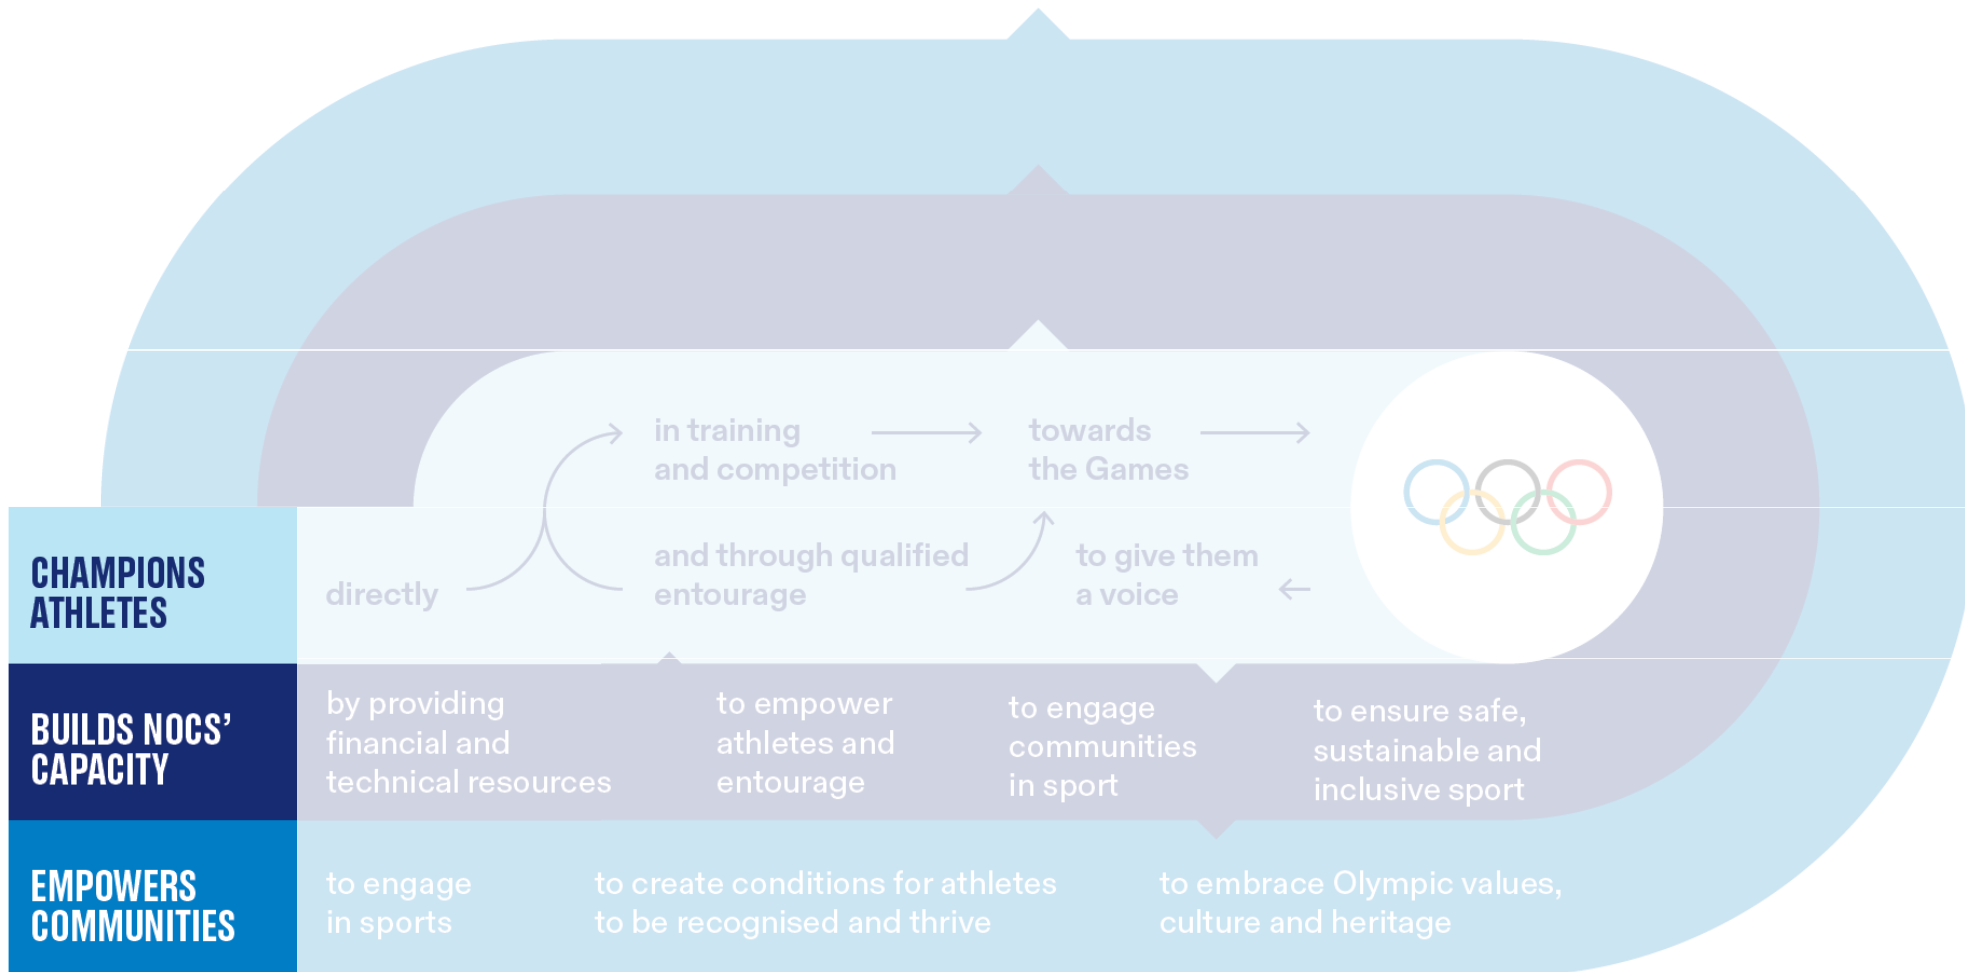 in training
and competition
towards
the Games
CHAMPIONS
ATHLETES
directly
and through qualified
entourage
to give them
a voice
BUILDS NOCS’
CAPACITY
by providing
financial and
technical resources
to empower
athletes and
entourage
to engage
communities
in sport
to ensure safe,
sustainable and
inclusive sport
EMPOWERS
COMMUNITIES
to engage
in sports
to create conditions for athletes
to be recognised and thrive
to embrace Olympic values,
culture and heritage